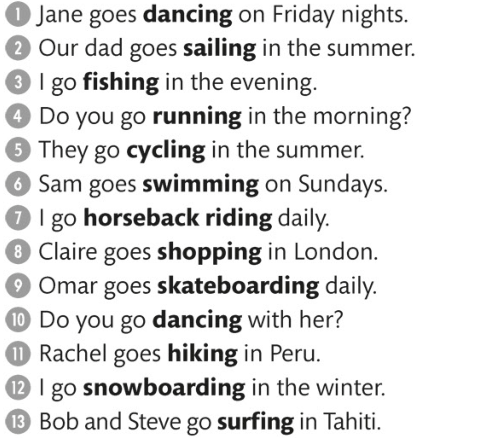 1 Jane goes dancing on Friday nights.
2 Our dad goes sailing in the summer.
3 I go fishing in the evening.
4 Do you go running in the morning?
5 They go cycling in the summer.
6 Sam goes swimming on Sundays.
7 I go horseback riding daily.
8 Claire goes shopping in London.
9 Omar goes skateboarding daily.
10 Do you go dancing with her?
11 Rachel goes hiking in Peru.
12 I go snowboarding in the winter.
13 Bob and Steve go surfing in Tahiti.